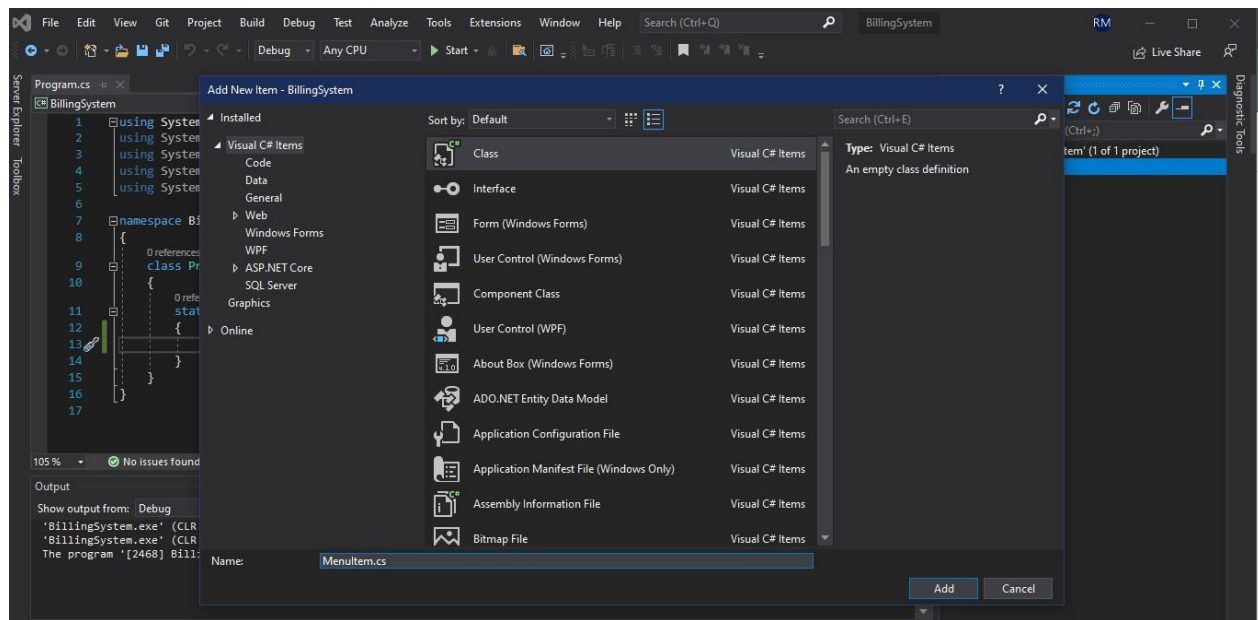 File Edit View Git Project Build Debug Test Analyze Tools Extensions Window Help Search (Ctrl+Q) BillingSystem RM
Debug Any CPU Start Live Share
Server Explorer
Toolbox
Program.cs
BillingSystem
1 using System
2 using System
3 using System
4 using System
5 using System
6
7 namespace Bi
8 {
0 references
9 class Pr
10 {
0 refe
11 stat
12 {
13
14 }
15 }
16 }
17
105 % No issues found
Output
Show output from: Debug
'BillingSystem.exe' (CLR
'BillingSystem.exe' (CLR
The program '[2468] Billi
Add New Item - BillingSystem ? ×
Installed
Visual C# Items
Code
Data
General
Web
Windows Forms
WPF
ASP.NET Core
SQL Server
Graphics
Online
Sort by: Default
Class Visual C# Items
Interface Visual C# Items
Form (Windows Forms) Visual C# Items
User Control (Windows Forms) Visual C# Items
Component Class Visual C# Items
User Control (WPF) Visual C# Items
About Box (Windows Forms) Visual C# Items
ADO.NET Entity Data Model Visual C# Items
Application Configuration File Visual C# Items
Application Manifest File (Windows Only) Visual C# Items
Assembly Information File Visual C# Items
Bitmap File Visual C# Items
Search (Ctrl+E)
Type: Visual C# Items
An empty class definition
Name: MenuItem.cs
Add Cancel
(Ctrl+;)
tem' (1 of 1 project)
Diagnostic Tools